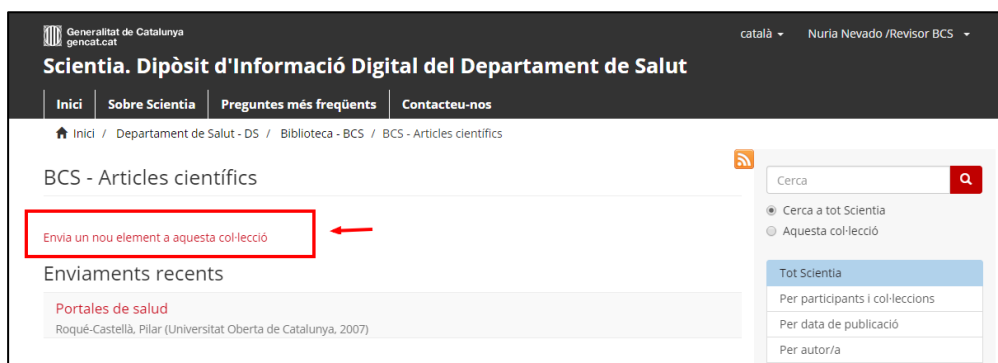 Generalitat de Catalunya
gencat.cat
català
Nuria Nevado /Revisor BCS
Scientia. Dipòsit d'Informació Digital del Departament de Salut
Inici
Sobre Scientia
Preguntes més freqüents
Contacteu-nos
Inici / Departament de Salut - DS / Biblioteca - BCS / BCS - Articles científics
BCS - Articles científics
Envia un nou element a aquesta col·lecció
Enviaments recents
Portales de salud
Roqué-Castellà, Pilar (Universitat Oberta de Catalunya, 2007)
Cerca
Cerca a tot Scientia
Aquesta col·lecció
Tot Scientia
Per participants i col·leccions
Per data de publicació
Per autor/a